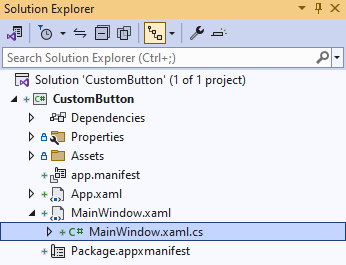 Solution Explorer
Search Solution Explorer (Ctrl+;)
Solution 'CustomButton' (1 of 1 project)
C# CustomButton
Dependencies
Properties
Assets
app.manifest
App.xaml
MainWindow.xaml
C# MainWindow.xaml.cs
Package.appxmanifest